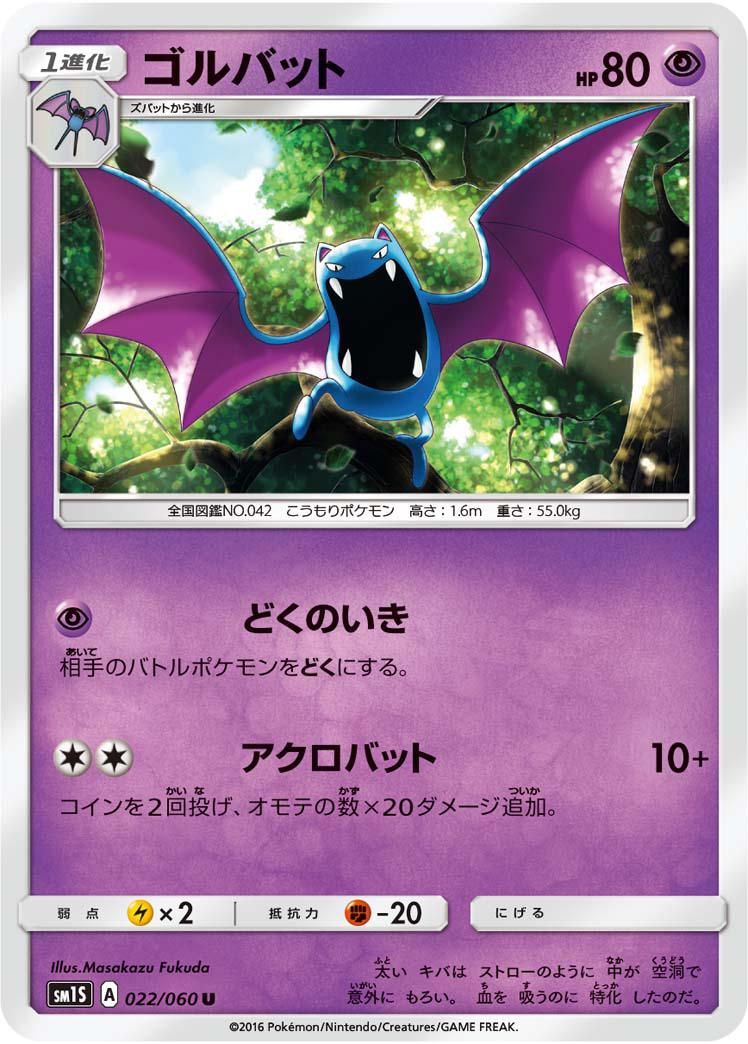 1進化
ゴルバット
HP80
ズバットから進化
全国図鑑NO.042 こうもりポケモン 高さ：1.6m 重さ：55.0kg
どくのいき
相手のバトルポケモンをどくにする。
アクロバット 10+
コインを2回投げ、オモテの数×20ダメージ追加。
弱点 ×2 抵抗力 -20 にげる
Illus.Masakazu Fukuda
太い キバは ストローのように 中が 空洞で
意外に もろい。 血を 吸うのに 特化 したのだ。
SM1S A 022/060 U
©2016 Pokémon/Nintendo/Creatures/GAME FREAK.